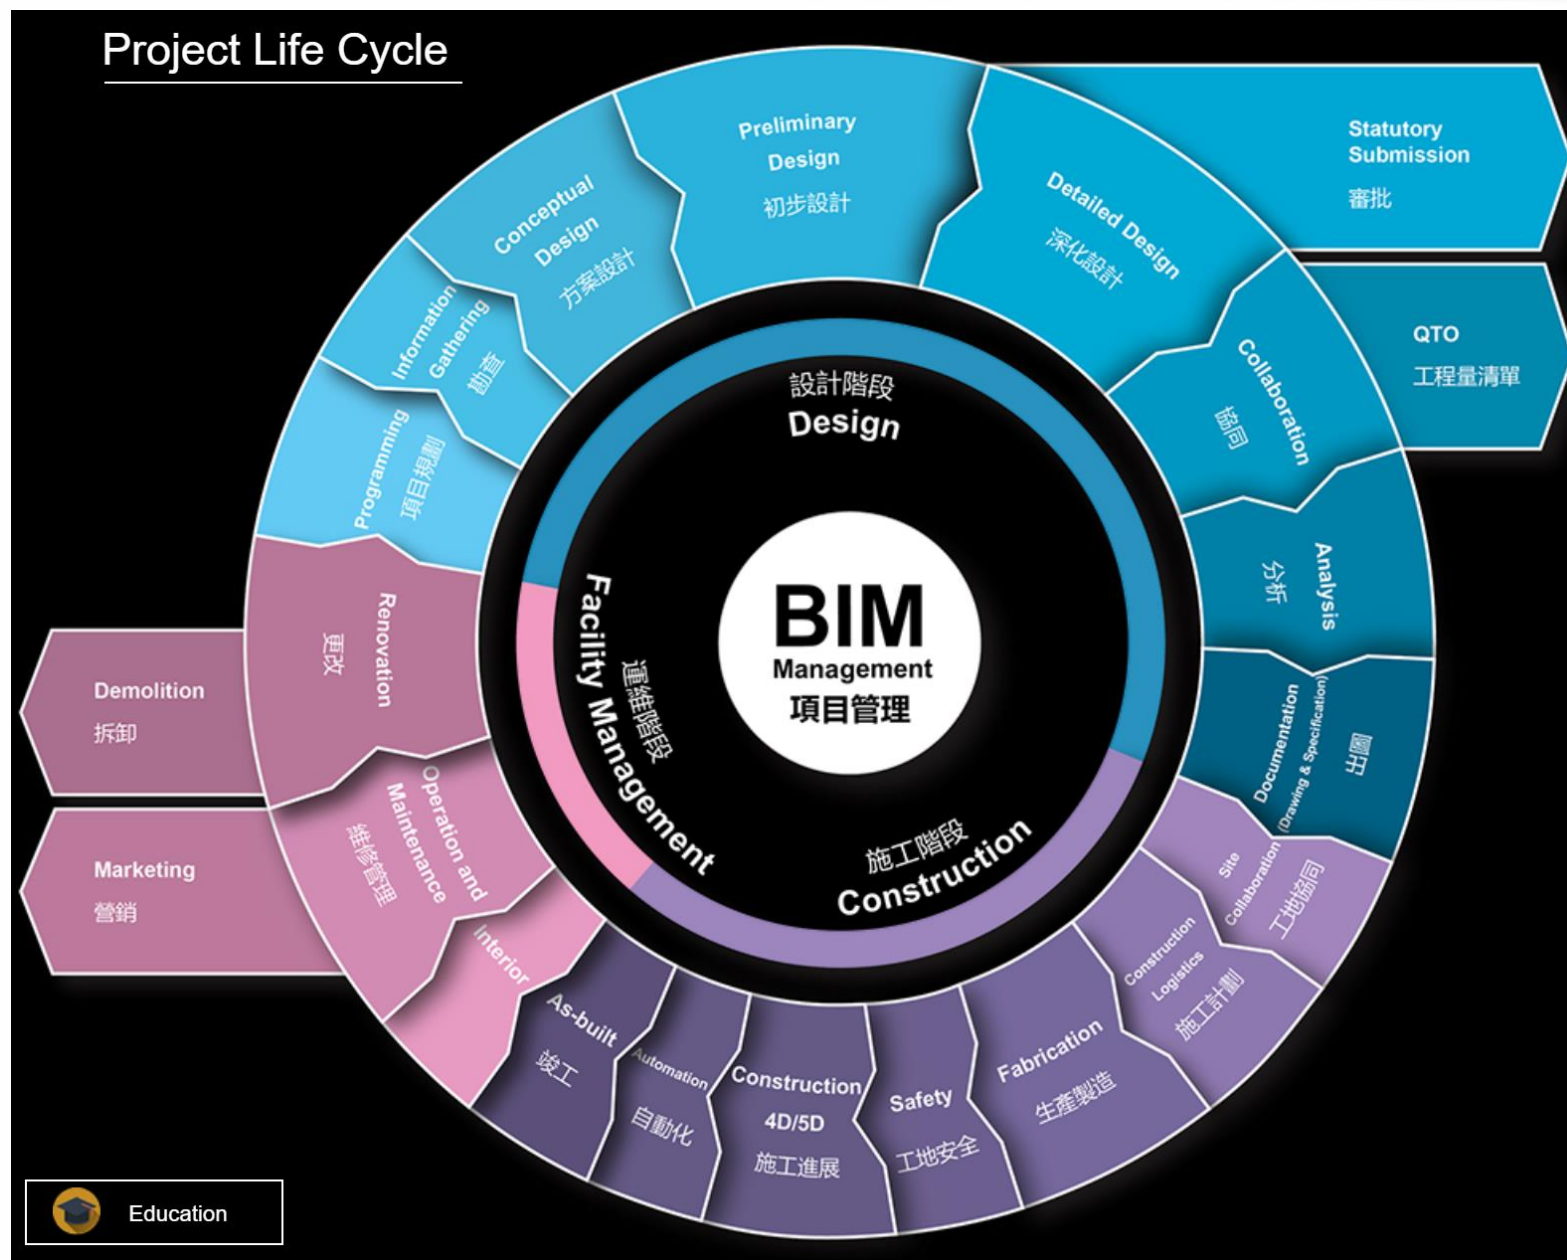 Project Life Cycle
Preliminary
Design
初步設計
Detailed Design
深化設計
Statutory
Submission
審批
Collaboration
協同
QTO
工程量清單
Analysis
分析
Documentation
(Drawing & Specification)
圖出
Site
Collaboration
工地協同
Construction
Logistics
施工計劃
Fabrication
生產製造
Safety
工地安全
Construction
4D/5D
施工進展
Automation
自動化
As-built
竣工
Interior
Operation and
Maintenance
維修管理
Marketing
營銷
Demolition
拆卸
Renovation
更改
Programming
項目規劃
Information
Gathering
勘查
Conceptual
Design
方案設計
設計階段
Design
施工階段
Construction
Facility Management
運維階段
BIM
Management
項目管理
Education